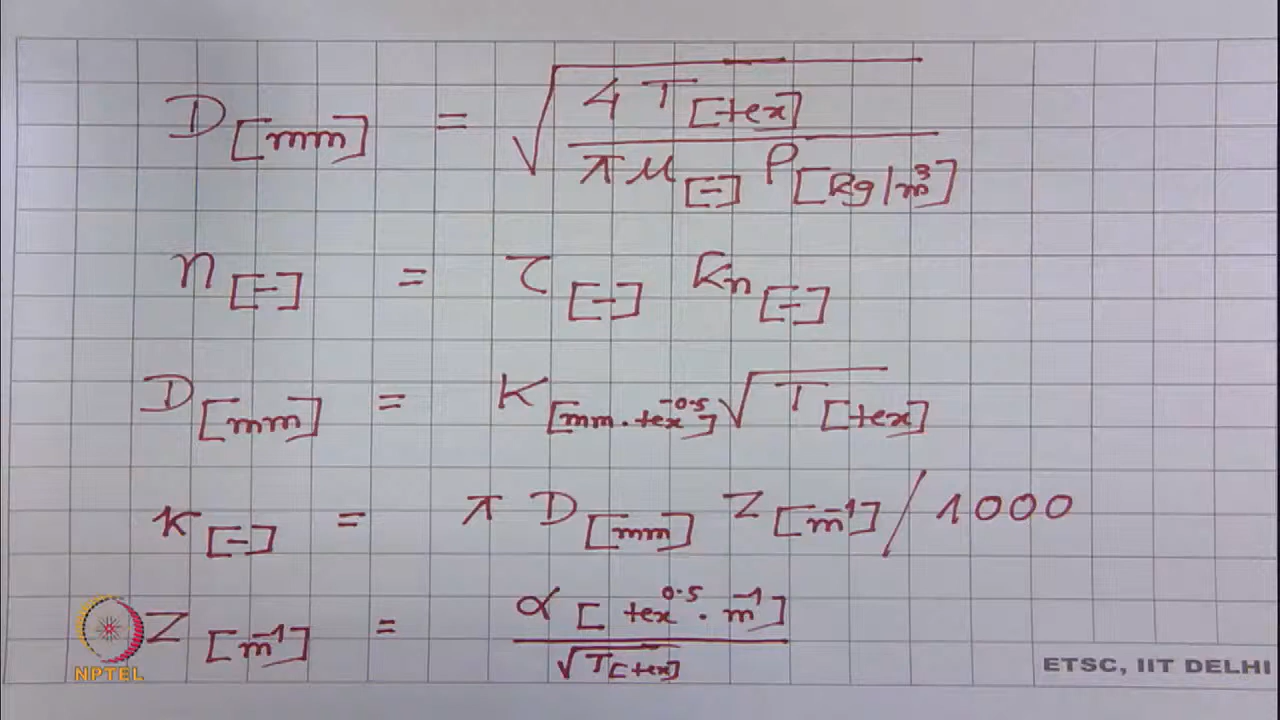 D[mm] = √(4 T[tex] / π μ[-] ρ[kg/m³])
n[-] = τ[-] kn[-]
D[mm] = K[mm.tex^-0.5] √T[tex]
κ[-] = π D[mm] Z[m^-1] / 1000
Z[m^-1] = α [tex^0.5 . m^-1] / √T[tex]
NPTEL
ETSC, IIT DELHI